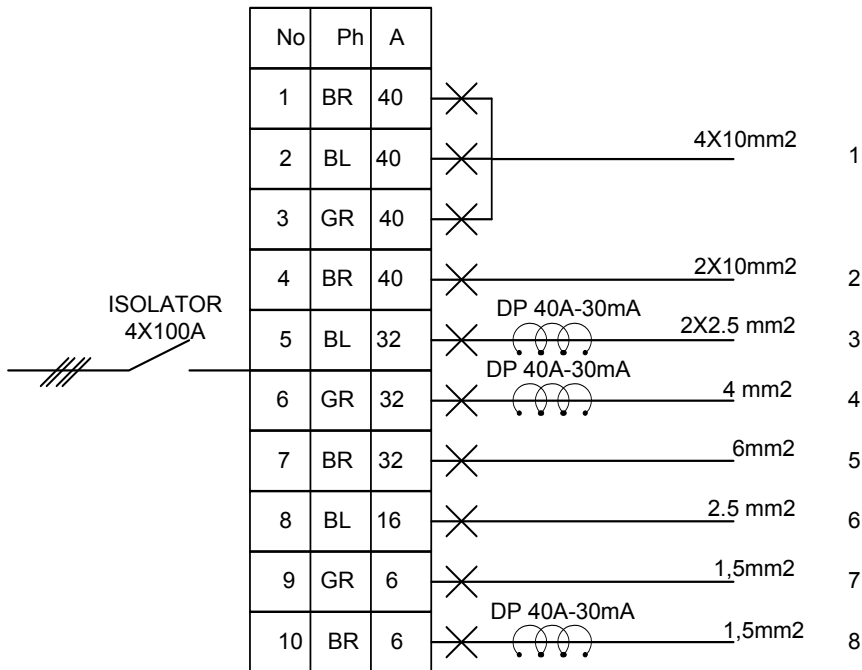 No Ph A
1 BR 40
4X10mm2 1
2 BL 40
3 GR 40
4 BR 40 2X10mm2 2
ISOLATOR
4X100A
DP 40A-30mA
5 BL 32 2X2.5 mm2 3
DP 40A-30mA
6 GR 32 4 mm2 4
7 BR 32 6mm2 5
8 BL 16 2.5 mm2 6
9 GR 6 1,5mm2 7
DP 40A-30mA
10 BR 6 1,5mm2 8